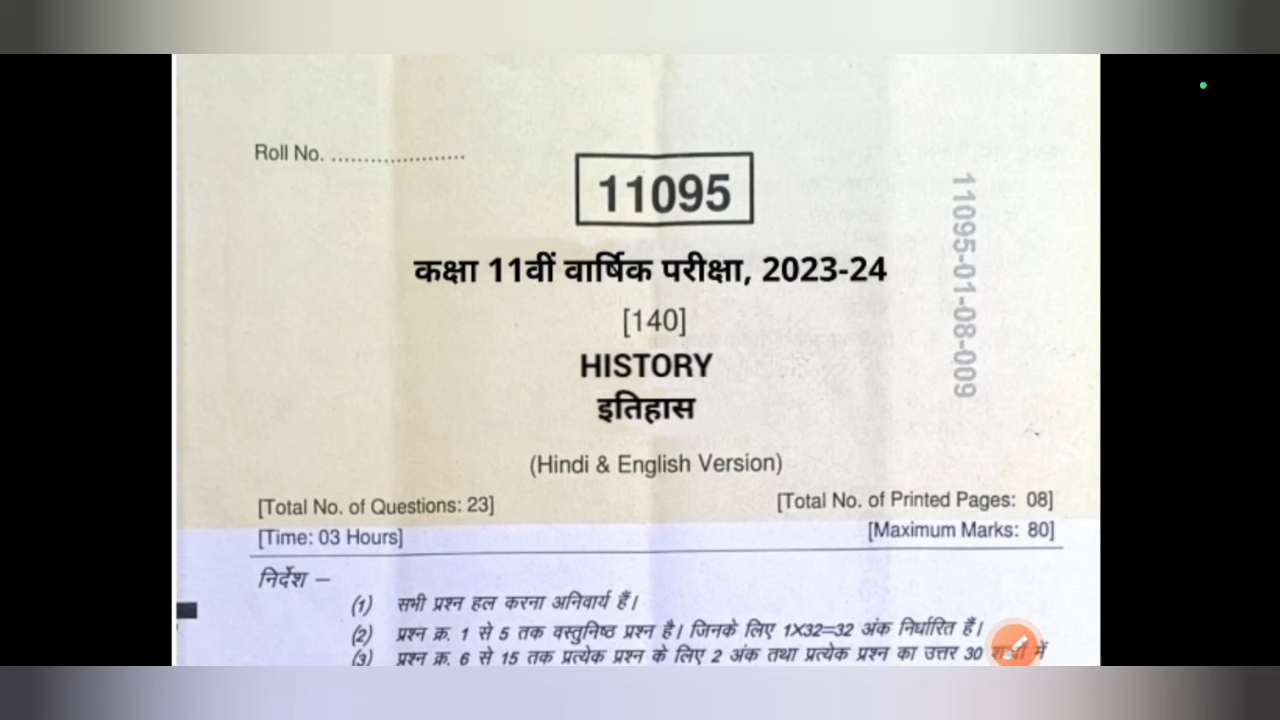 Roll No. .....................
11095
11095-01-08-009
कक्षा 11वीं वार्षिक परीक्षा, 2023-24
[140]
HISTORY
इतिहास
(Hindi & English Version)
[Total No. of Questions: 23]
[Total No. of Printed Pages: 08]
[Time: 03 Hours]
[Maximum Marks: 80]
निर्देश –
(1) सभी प्रश्न हल करना अनिवार्य हैं।
(2) प्रश्न क्र. 1 से 5 तक वस्तुनिष्ठ प्रश्न है। जिनके लिए 1X32=32 अंक निर्धारित हैं।
(3) प्रश्न क्र. 6 से 15 तक प्रत्येक प्रश्न के लिए 2 अंक तथा प्रत्येक प्रश्न का उत्तर 30 में